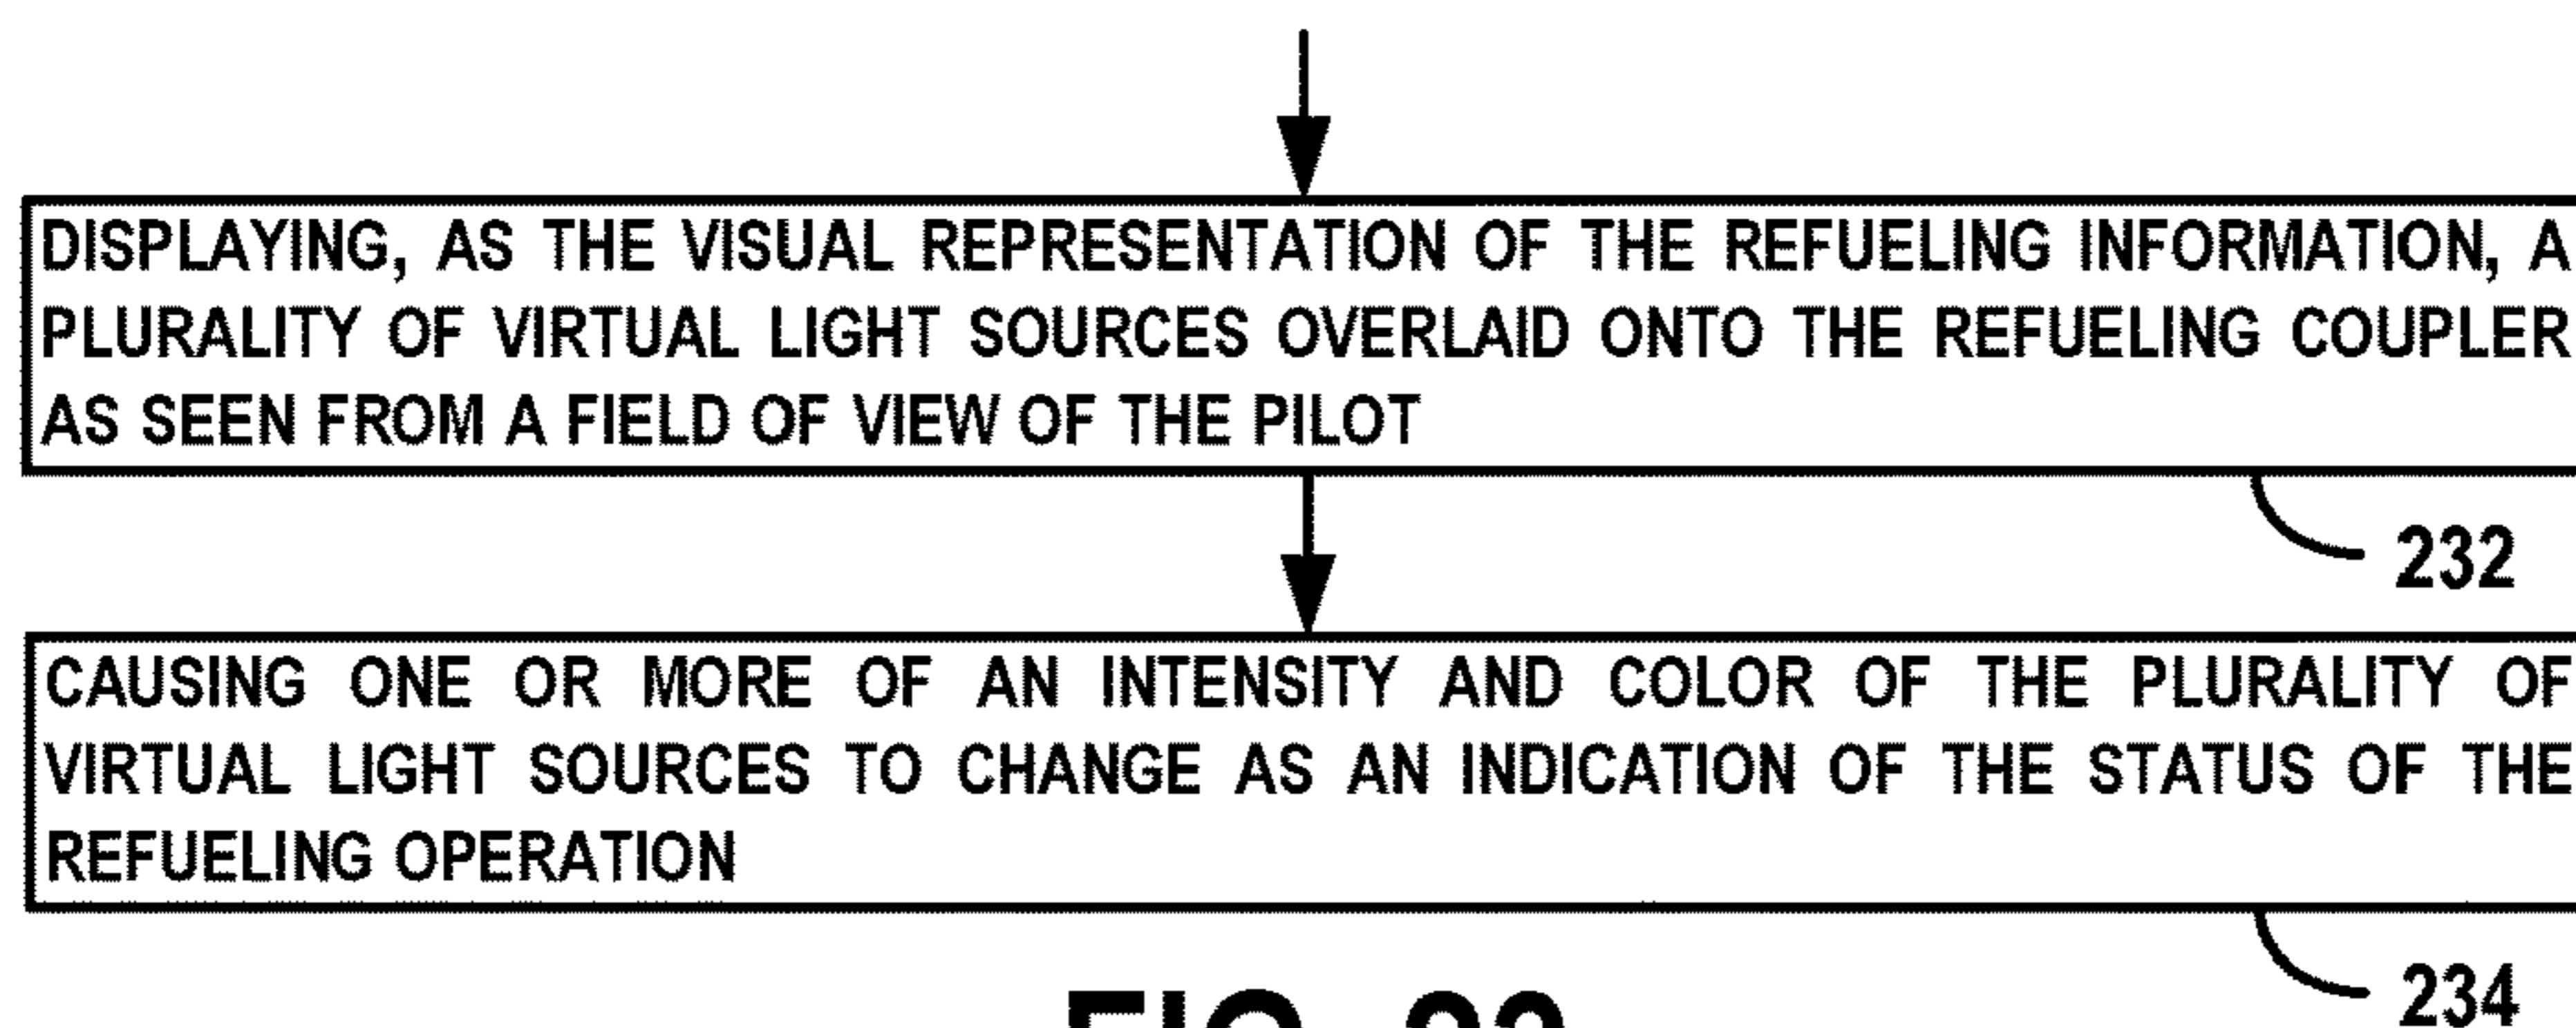 DISPLAYING, AS THE VISUAL REPRESENTATION OF THE REFUELING INFORMATION, A
PLURALITY OF VIRTUAL LIGHT SOURCES OVERLAID ONTO THE REFUELING COUPLER
AS SEEN FROM A FIELD OF VIEW OF THE PILOT
232
CAUSING ONE OR MORE OF AN INTENSITY AND COLOR OF THE PLURALITY OF
VIRTUAL LIGHT SOURCES TO CHANGE AS AN INDICATION OF THE STATUS OF THE
REFUELING OPERATION
234
FIG.